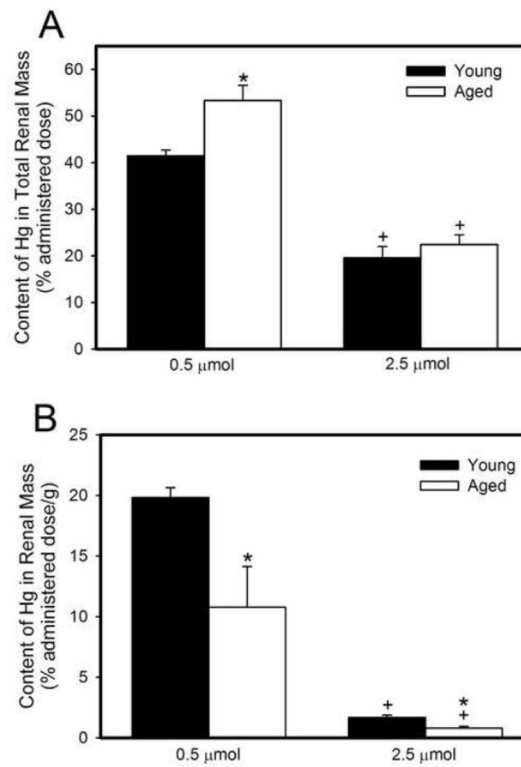 A
Content of Hg in Total Renal Mass
(% administered dose)
60
50
40
30
20
10
0
Young
Aged
*
+
+
0.5 μmol
2.5 μmol
B
Content of Hg in Renal Mass
(% administered dose/g)
25
20
15
10
5
0
Young
Aged
*
+
*
+
0.5 μmol
2.5 μmol